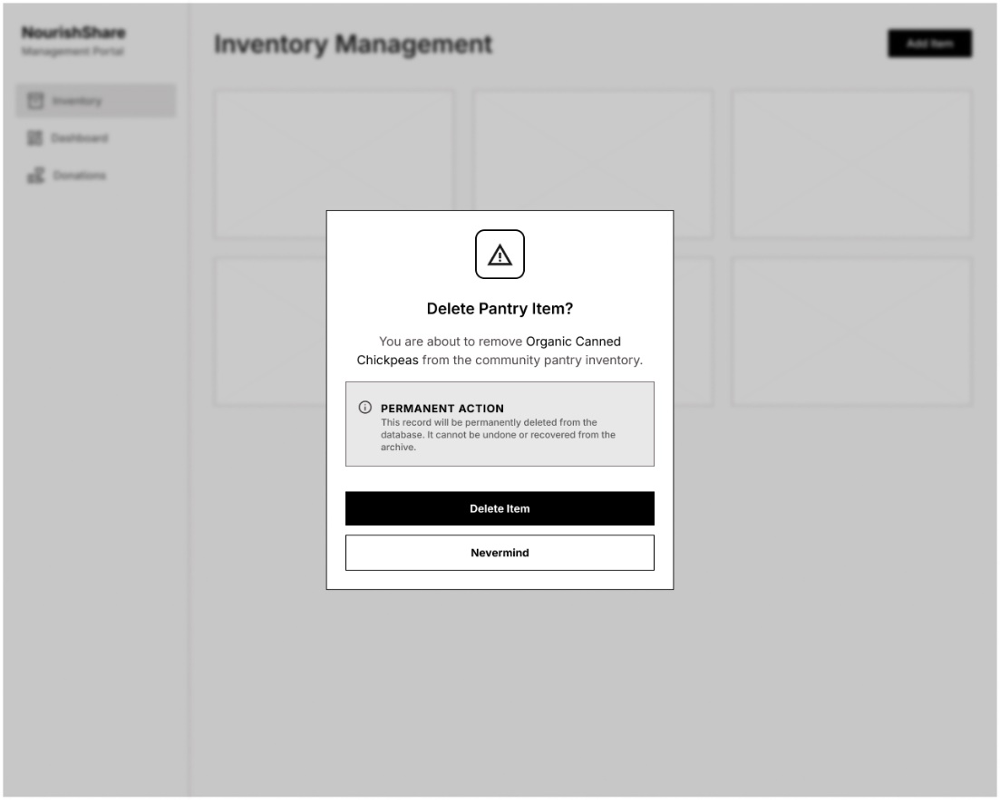 NourishShare
Management Portal
Inventory Management
Add Item
Inventory
Dashboard
Donations
Delete Pantry Item?
You are about to remove Organic Canned
Chickpeas from the community pantry inventory.
PERMANENT ACTION
This record will be permanently deleted from the
database. It cannot be undone or recovered from the
archive.
Delete Item
Nevermind